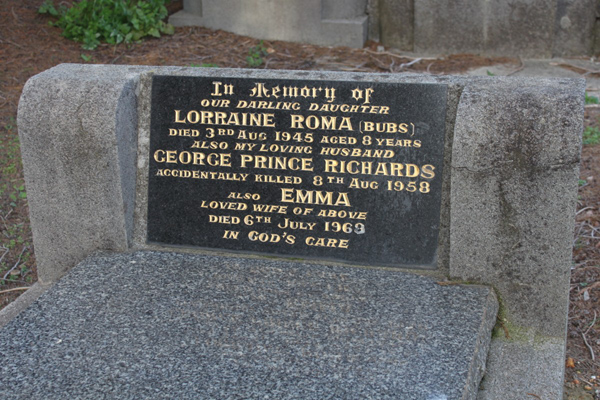 In Memory of
OUR DARLING DAUGHTER
LORRAINE ROMA (BUBS)
DIED 3RD AUG 1945 AGED 8 YEARS
ALSO MY LOVING HUSBAND
GEORGE PRINCE RICHARDS
ACCIDENTALLY KILLED 8TH AUG 1958
ALSO EMMA
LOVED WIFE OF ABOVE
DIED 6TH JULY 1969
IN GOD'S CARE